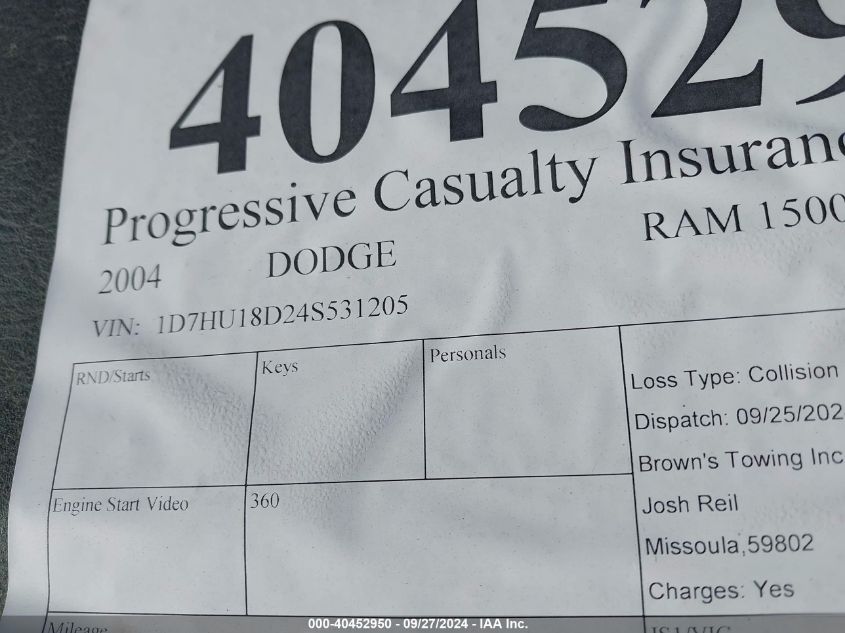 404529
Progressive Casualty Insuran
2004 DODGE RAM 1500
VIN: 1D7HU18D24S531205
RND/Starts Keys Personals
Loss Type: Collision
Dispatch: 09/25/202
Brown's Towing Inc
Engine Start Video 360
Josh Reil
Missoula,59802
Charges: Yes
Mileage
000-40452950 - 09/27/2024 - IAA Inc.